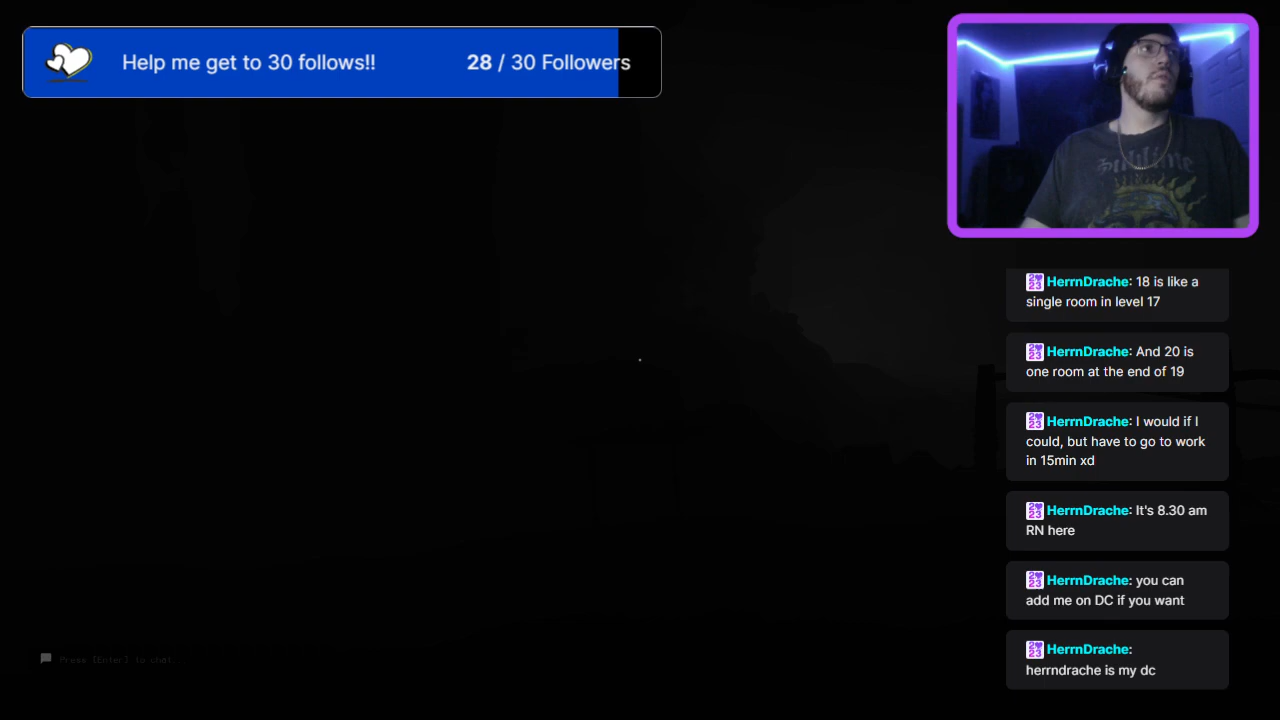 Help me get to 30 follows!!
28 / 30 Followers
sublime
HerrnDrache: 18 is like a
single room in level 17
HerrnDrache: And 20 is
one room at the end of 19
HerrnDrache: I would if I
could, but have to go to work
in 15min xd
HerrnDrache: It's 8.30 am
RN here
HerrnDrache: you can
add me on DC if you want
HerrnDrache:
herrndrache is my dc
Press [Enter] to chat.